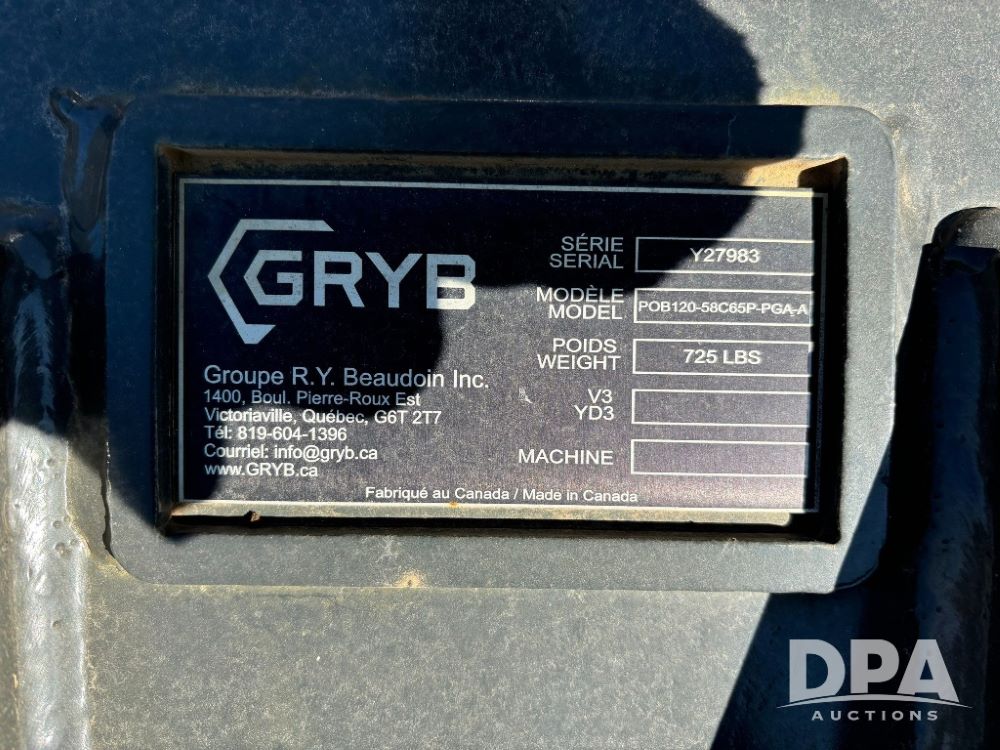 GRYB
Groupe R.Y. Beaudoin Inc.
1400, Boul. Pierre-Roux Est
Victoriaville, Québec, G6T 2T7
Tél: 819-604-1396
Courriel: info@gryb.ca
www.GRYB.ca
SÉRIE
SERIAL
Y27983
MODÈLE
MODEL
POB120-58C65P-PGA-A
POIDS
WEIGHT
725 LBS
V3
YD3
MACHINE
Fabriqué au Canada / Made in Canada
DPA
AUCTIONS